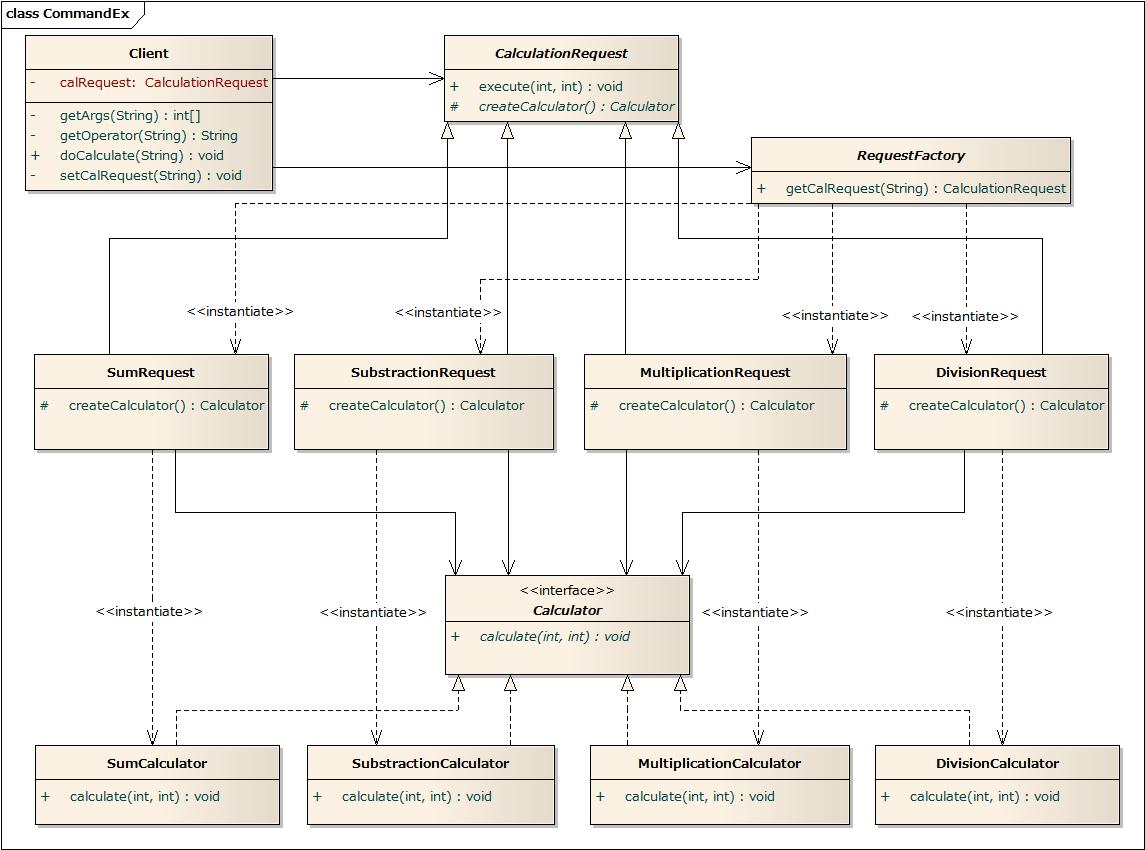 class CommandEx
Client
- calRequest: CalculationRequest
- getArgs(String) : int[]
- getOperator(String) : String
+ doCalculate(String) : void
- setCalRequest(String) : void
CalculationRequest
+ execute(int, int) : void
# createCalculator() : Calculator
RequestFactory
+ getCalRequest(String) : CalculationRequest
<<instantiate>>
<<instantiate>>
<<instantiate>>
<<instantiate>>
SumRequest
# createCalculator() : Calculator
SubstractionRequest
# createCalculator() : Calculator
MultiplicationRequest
# createCalculator() : Calculator
DivisionRequest
# createCalculator() : Calculator
<<interface>>
Calculator
+ calculate(int, int) : void
<<instantiate>>
<<instantiate>>
<<instantiate>>
<<instantiate>>
SumCalculator
+ calculate(int, int) : void
SubstractionCalculator
+ calculate(int, int) : void
MultiplicationCalculator
+ calculate(int, int) : void
DivisionCalculator
+ calculate(int, int) : void